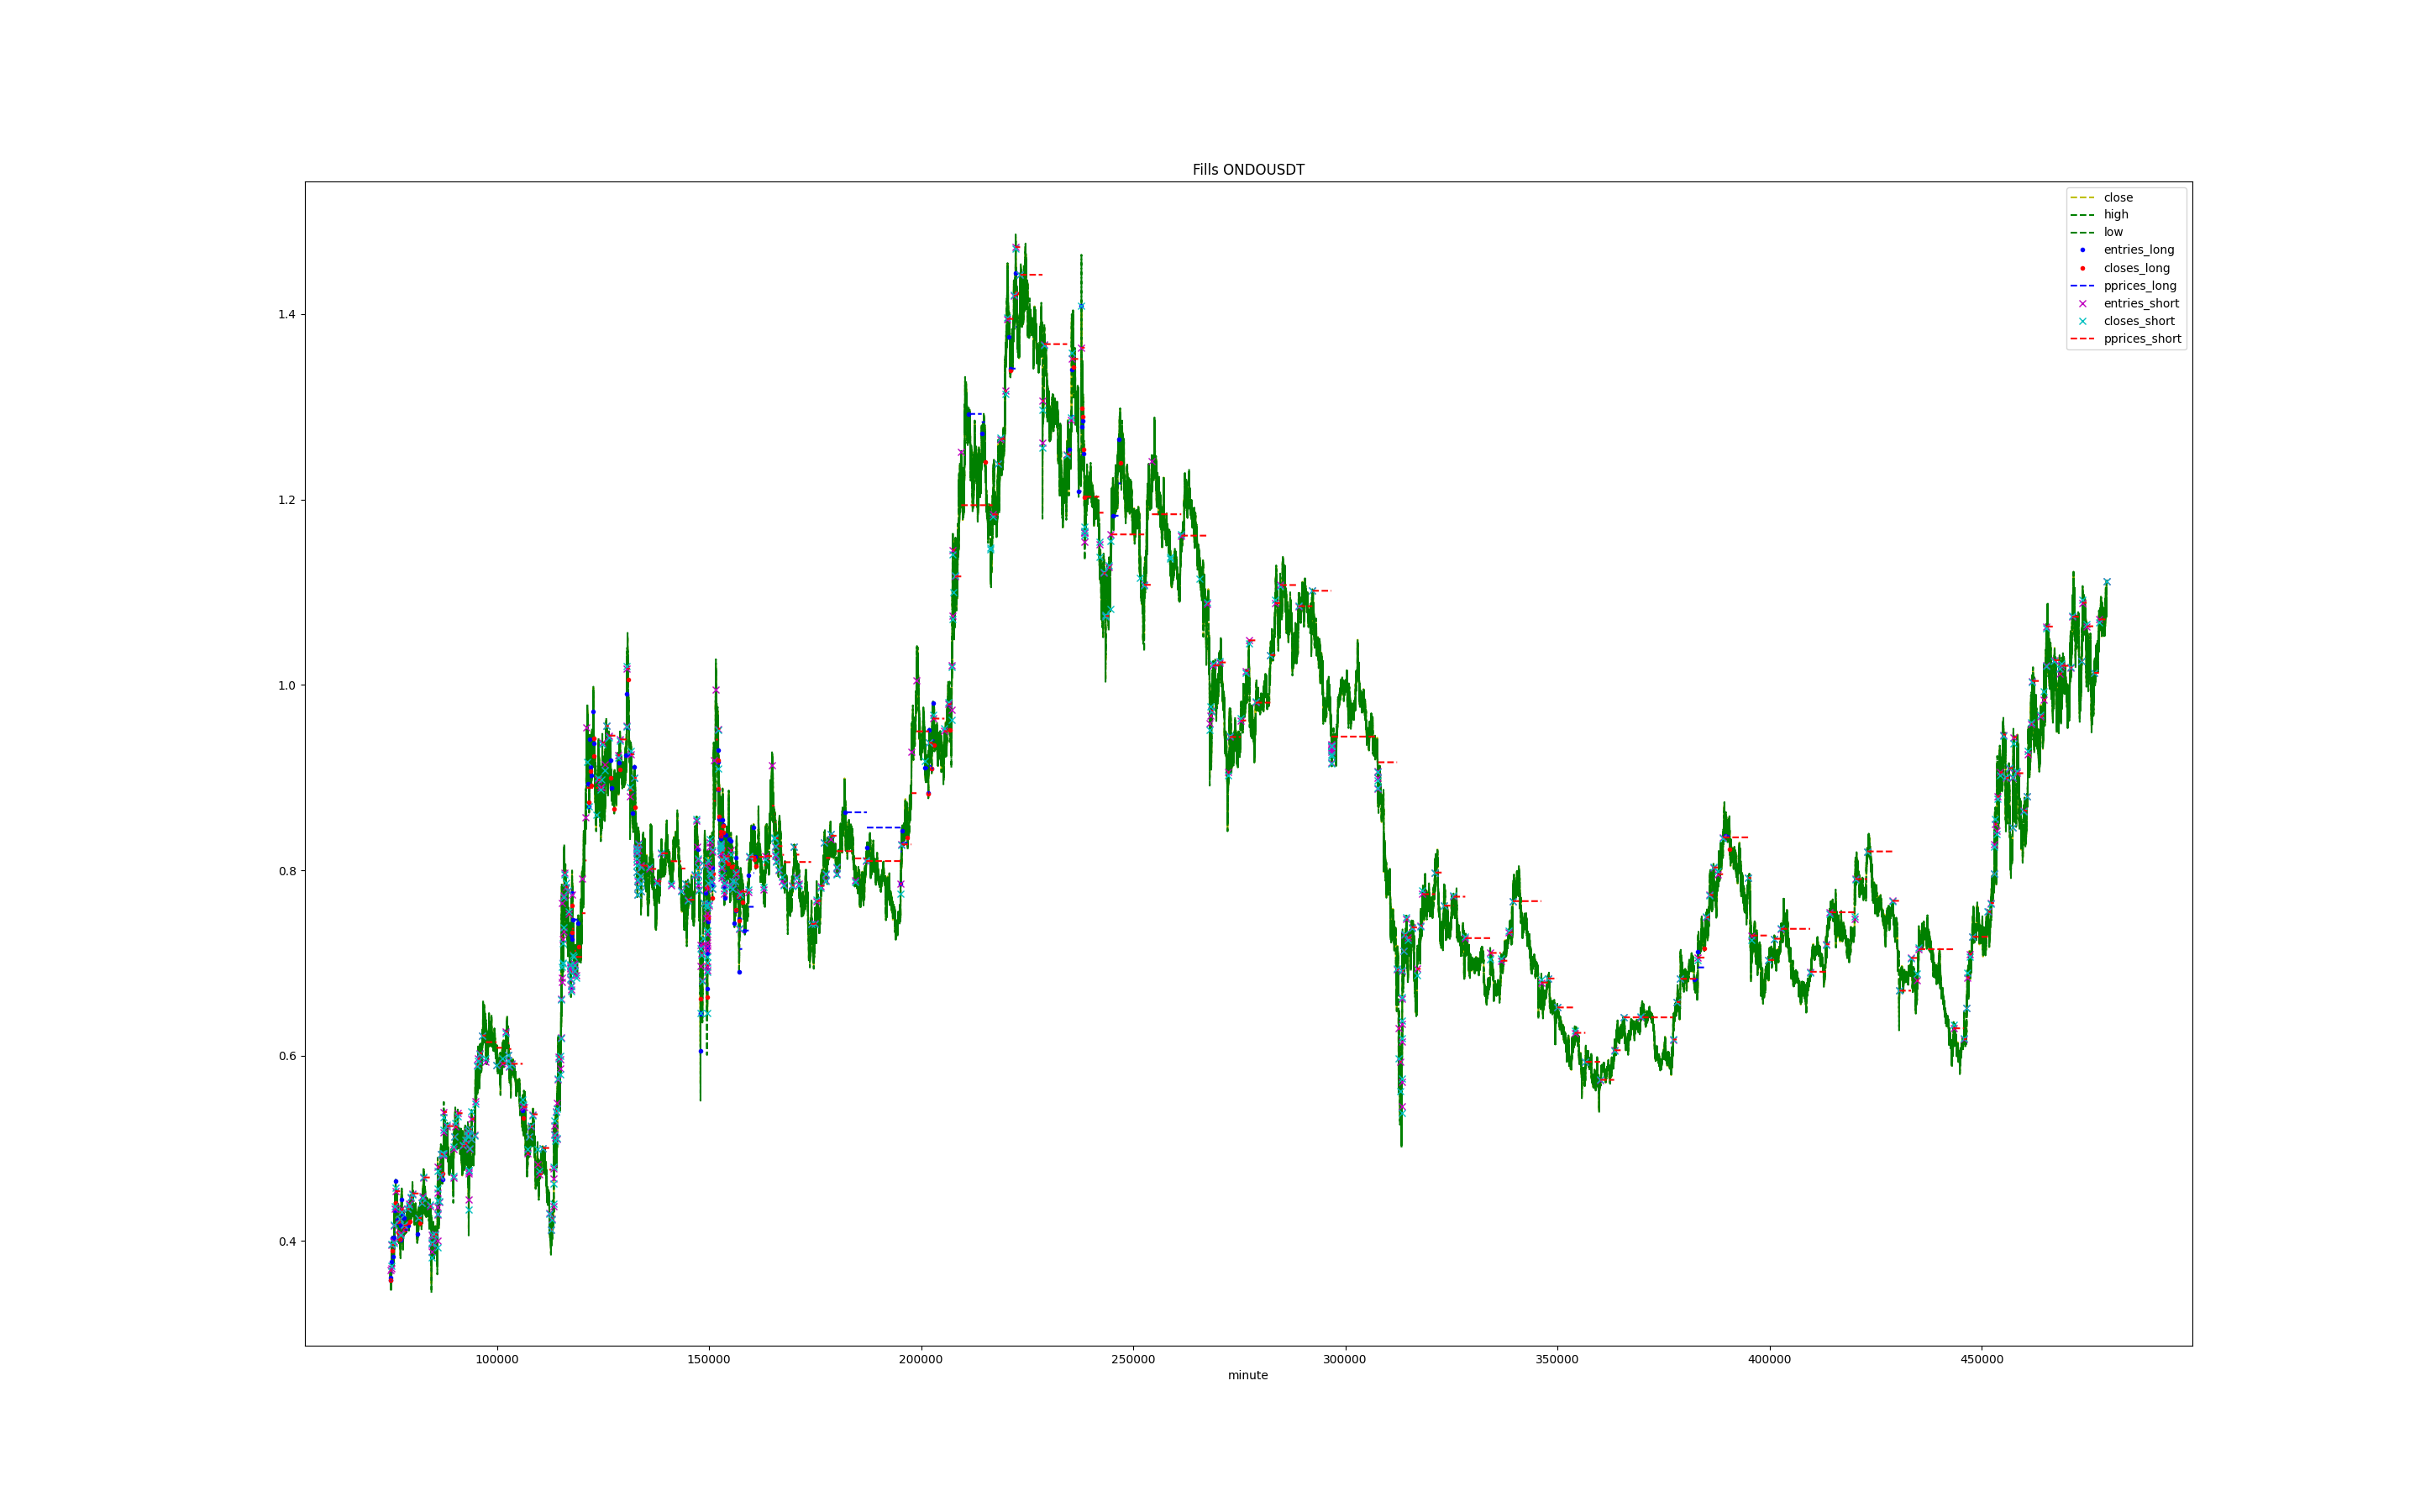 Fills ONDOUSDT
close
high
low
entries_long
closes_long
pprices_long
entries_short
closes_short
pprices_short
1.4
1.2
1.0
0.8
0.6
0.4
100000 150000 200000 250000 300000 350000 400000 450000
minute